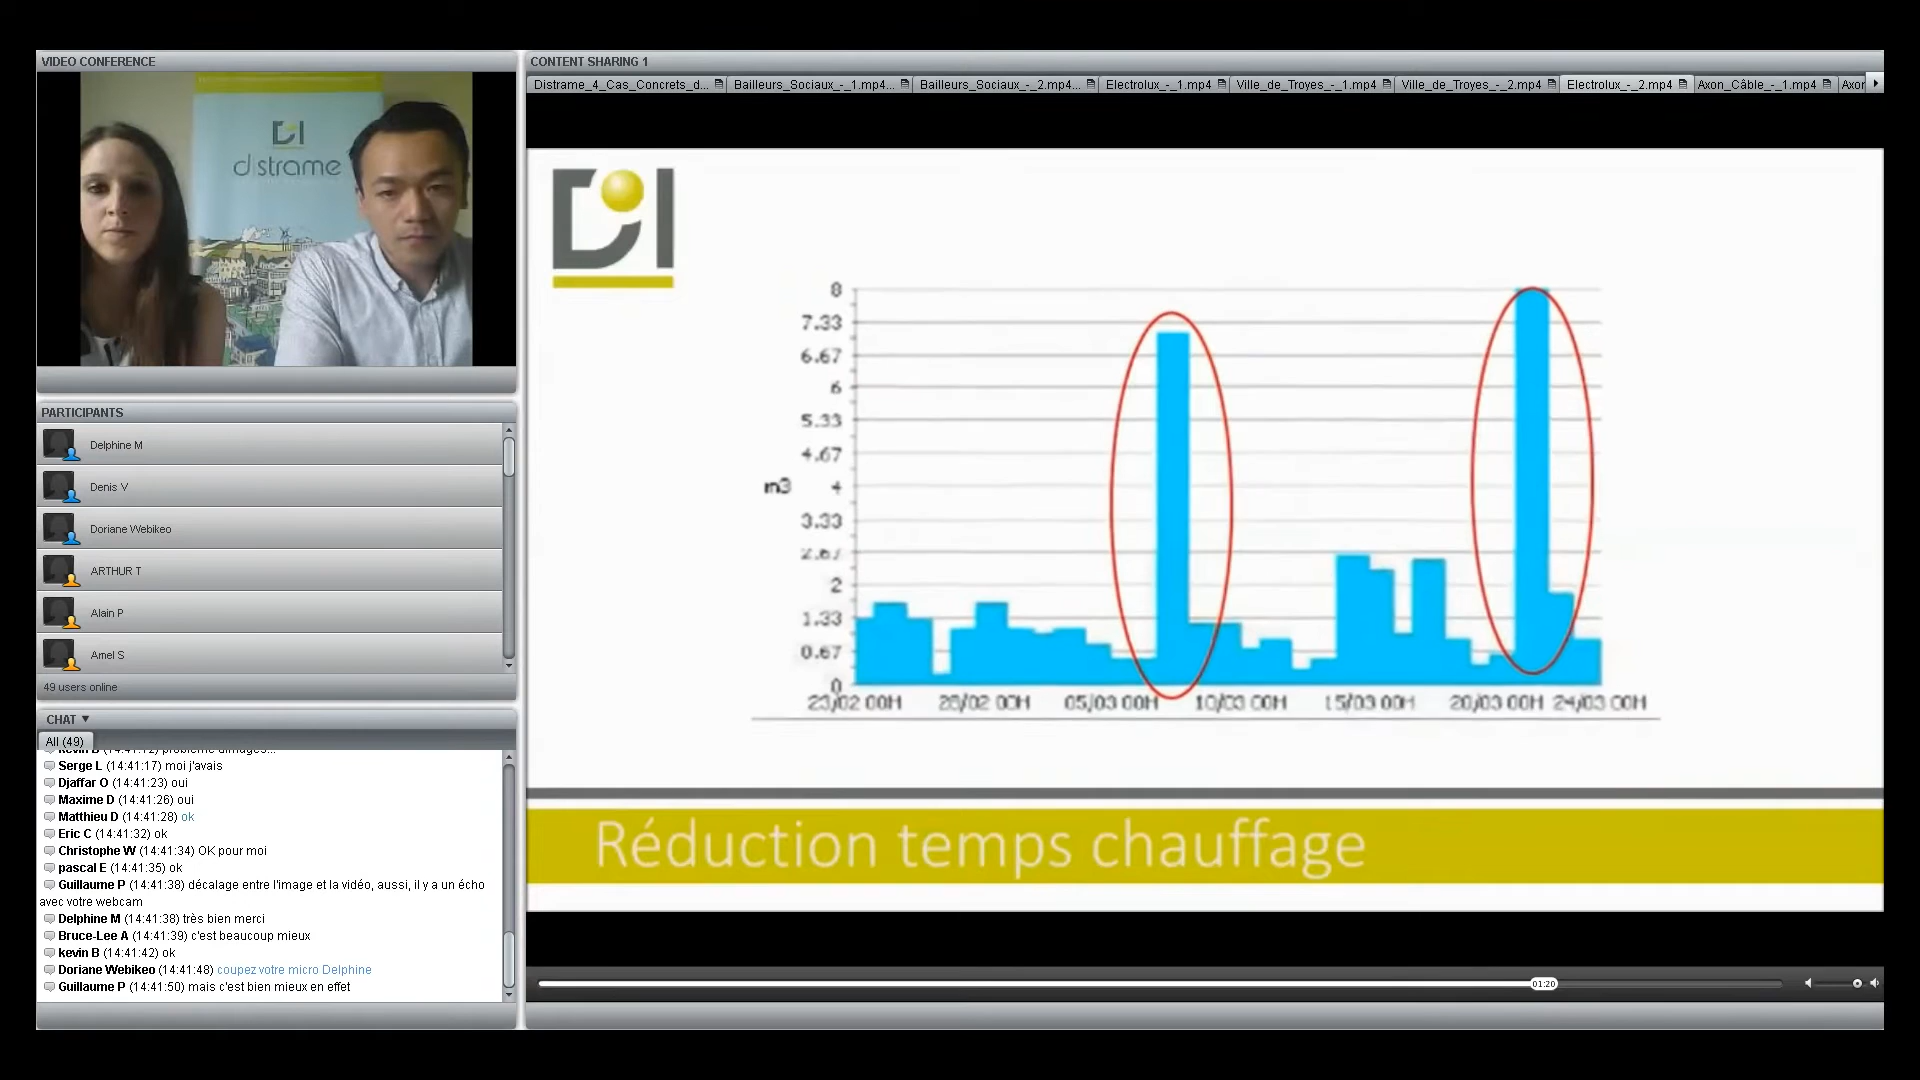 VIDEO CONFERENCE
distrame
PARTICIPANTS
Delphine M
Denis V
Doriane Webikeo
ARTHUR T
Alain P
Amel S
49 users online
CHAT ▼
All (49)
kevin B (14:41:12) problème d'images...
Serge L (14:41:17) moi j'avais
Djaffar O (14:41:23) oui
Maxime D (14:41:26) oui
Matthieu D (14:41:28) ok
Eric C (14:41:32) ok
Christophe W (14:41:34) OK pour moi
pascal E (14:41:35) ok
Guillaume P (14:41:38) décalage entre l'image et la vidéo, aussi, il y a un écho
avec votre webcam
Delphine M (14:41:38) très bien merci
Bruce-Lee A (14:41:39) c'est beaucoup mieux
kevin B (14:41:42) ok
Doriane Webikeo (14:41:48) coupez votre micro Delphine
Guillaume P (14:41:50) mais c'est bien mieux en effet
CONTENT SHARING 1
Distrame_4_Cas_Concrets_d... Bailleurs_Sociaux_-_1.mp4... Bailleurs_Sociaux_-_2.mp4... Electrolux_-_1.mp4 Ville_de_Troyes_-_1.mp4 Ville_de_Troyes_-_2.mp4 Electrolux_-_2.mp4 Axon_Câble_-_1.mp4 Axor
8
7.33
6.67
6
5.33
4.67
m3 4
3.33
2.67
2
1.33
0.67
0
23/02 00H 28/02 00H 05/03 00H 10/03 00H 15/03 00H 20/03 00H 24/03 00H
Réduction temps chauffage
01:20